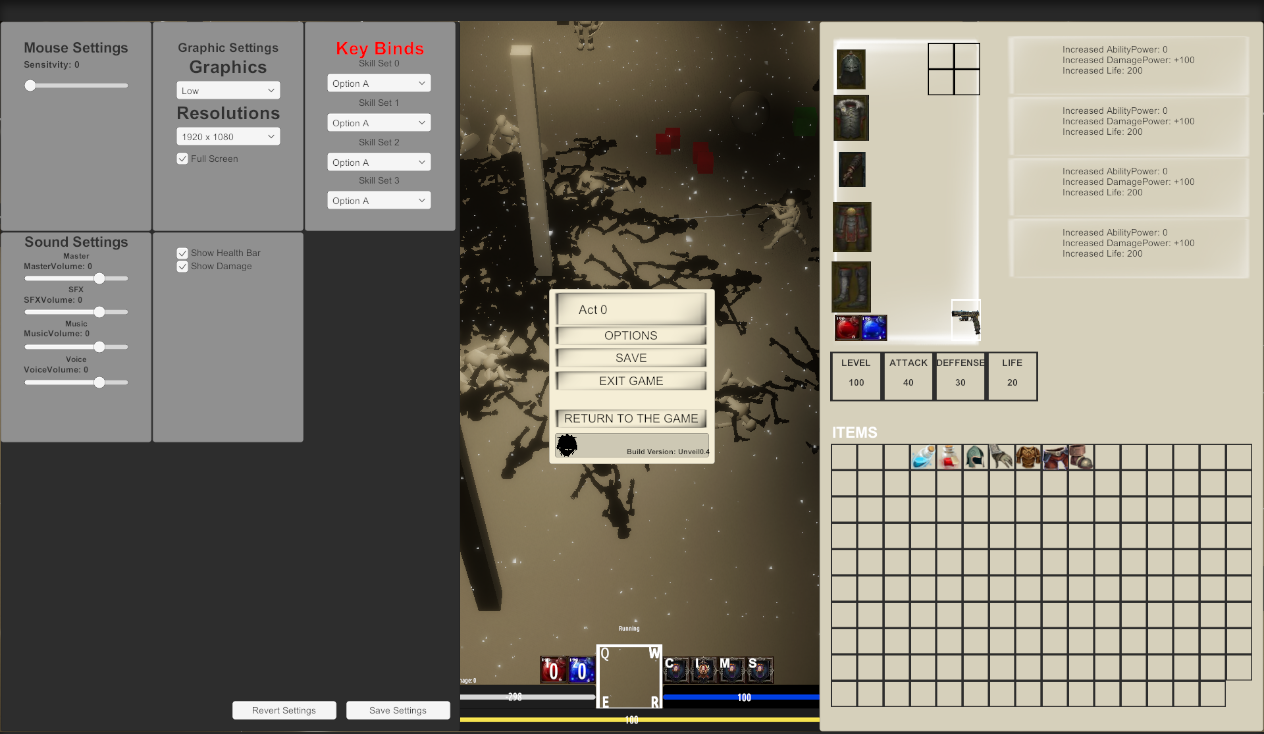 Mouse Settings
Sensitvity: 0
Graphic Settings
Graphics
Low
Resolutions
1920 x 1080
Full Screen
Key Binds
Skill Set 0
Option A
Skill Set 1
Option A
Skill Set 2
Option A
Skill Set 3
Option A
Sound Settings
Master
MasterVolume: 0
SFX
SFXVolume: 0
Music
MusicVolume: 0
Voice
VoiceVolume: 0
Show Health Bar
Show Damage
Revert Settings
Save Settings
Act 0
OPTIONS
SAVE
EXIT GAME
RETURN TO THE GAME
Build Version: Unveil0.4
Running
Q W
E R
0
0
C I M S
-298
100
100
Increased AbilityPower: 0
Increased DamagePower: +100
Increased Life: 200
Increased AbilityPower: 0
Increased DamagePower: +100
Increased Life: 200
Increased AbilityPower: 0
Increased DamagePower: +100
Increased Life: 200
Increased AbilityPower: 0
Increased DamagePower: +100
Increased Life: 200
LEVEL
100
ATTACK
40
DEFFENSE
30
LIFE
20
ITEMS